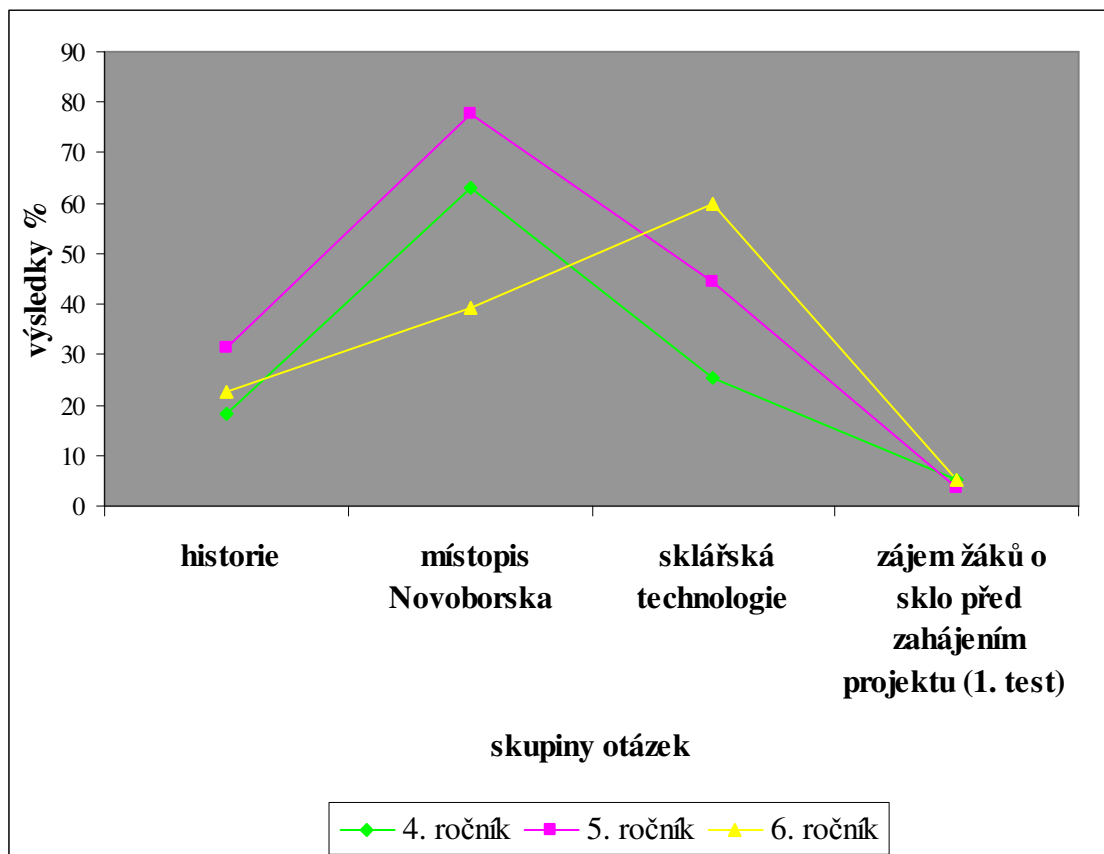 90
80
70
60
50
40
30
20
10
0
výsledky %
historie
místopis
Novoborska
sklářská
technologie
zájem žáků o
sklo před
zahájením
projektu (1. test)
skupiny otázek
4. ročník
5. ročník
6. ročník